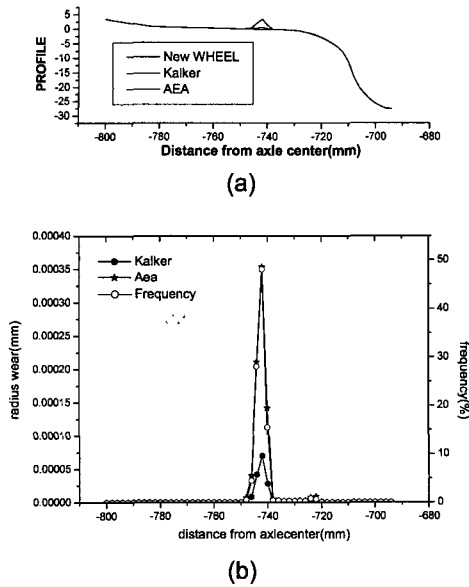 PROFILE
5
0
-5
-10
-15
-20
-25
-30
New WHEEL
Kalker
AEA
-800 -780 -760 -740 -720 -700 -680
Distance from axle center(mm)
(a)
radius wear(mm)
0.00040
0.00035
0.00030
0.00025
0.00020
0.00015
0.00010
0.00005
0.00000
Kalker
Aea
Frequency
50
40
30
20
10
0
frequency(%)
-800 -780 -760 -740 -720 -700 -680
distance from axlecenter(mm)
(b)